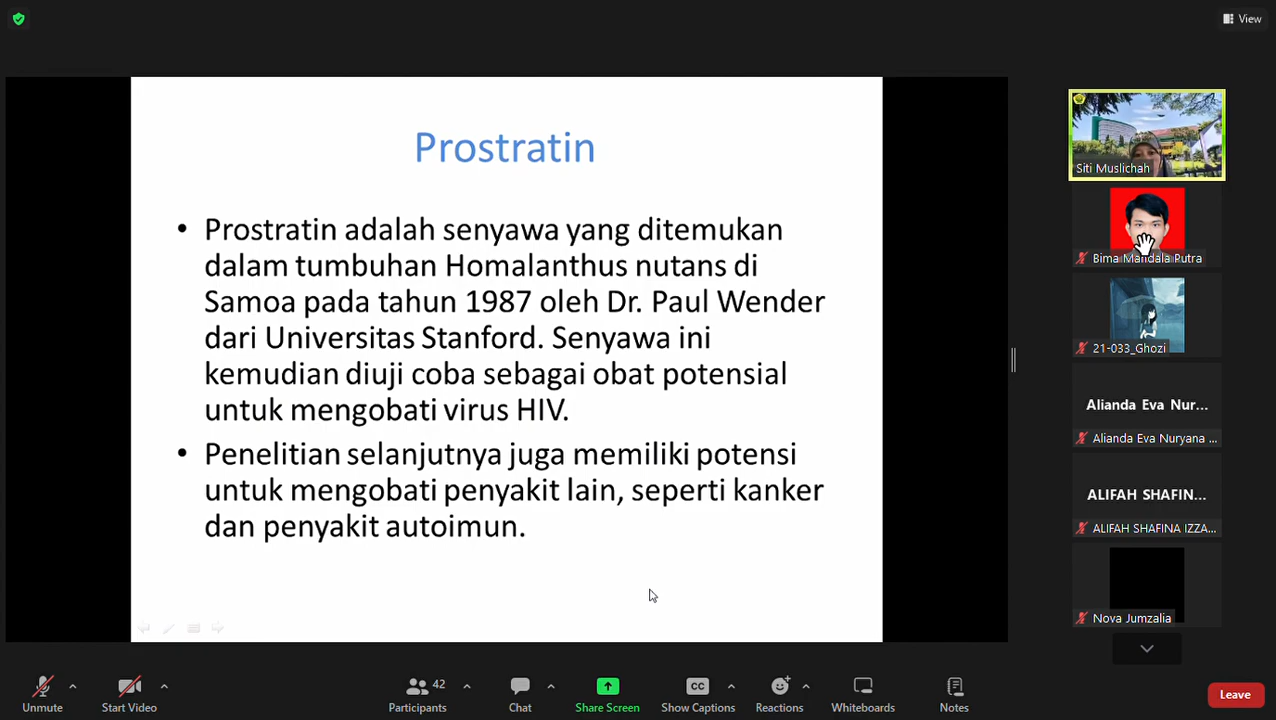 View
Prostratin
• Prostratin adalah senyawa yang ditemukan
dalam tumbuhan Homalanthus nutans di
Samoa pada tahun 1987 oleh Dr. Paul Wender
dari Universitas Stanford. Senyawa ini
kemudian diuji coba sebagai obat potensial
untuk mengobati virus HIV.
• Penelitian selanjutnya juga memiliki potensi
untuk mengobati penyakit lain, seperti kanker
dan penyakit autoimun.
Siti Muslichah
Bima Mandala Putra
21-033_Ghozi
Alianda Eva Nur...
Alianda Eva Nuryana ...
ALIFAH SHAFIN...
ALIFAH SHAFINA IZZA...
Nova Jumzalia
Unmute
Start Video
42
Participants
Chat
Share Screen
CC
Show Captions
Reactions
Whiteboards
Notes
Leave